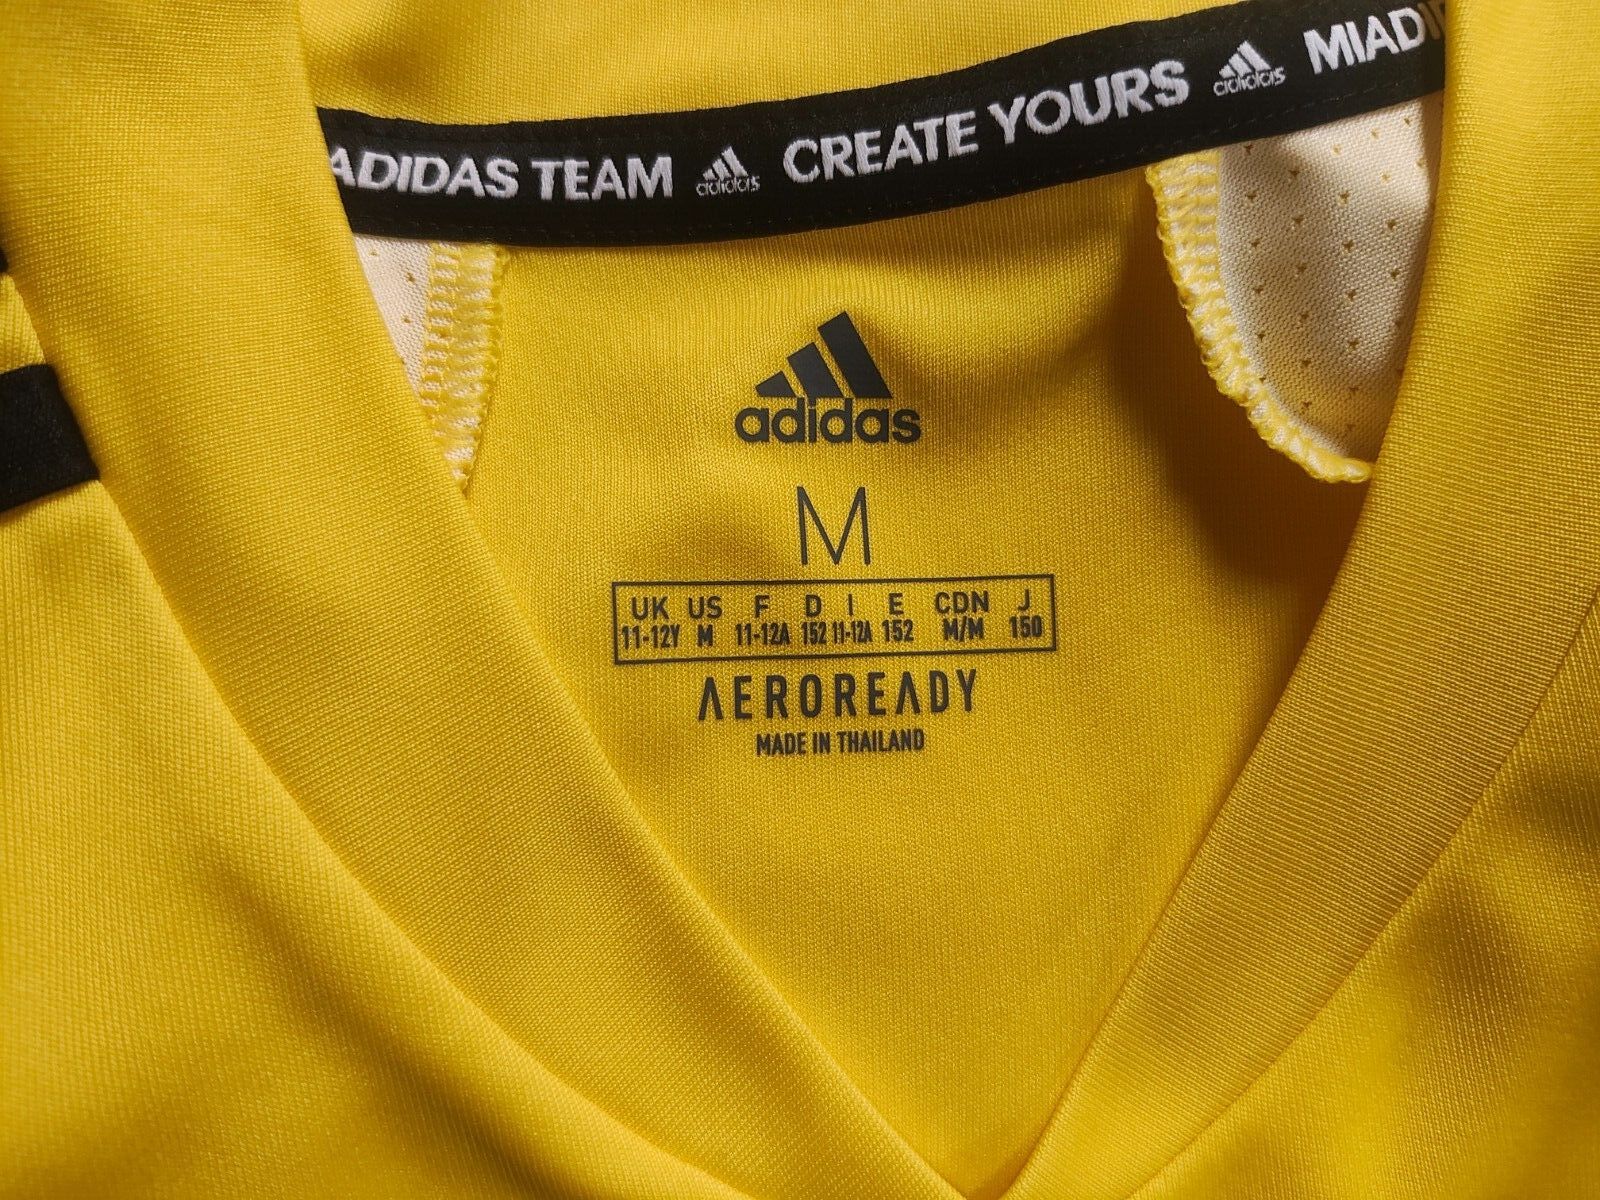 ADIDAS TEAM adidas CREATE YOURS adidas MIADI
adidas
M
UK US F D I E CDN J
11-12Y M 11-12A 152 11-12A 152 M/M 150
AEROREADY
MADE IN THAILAND